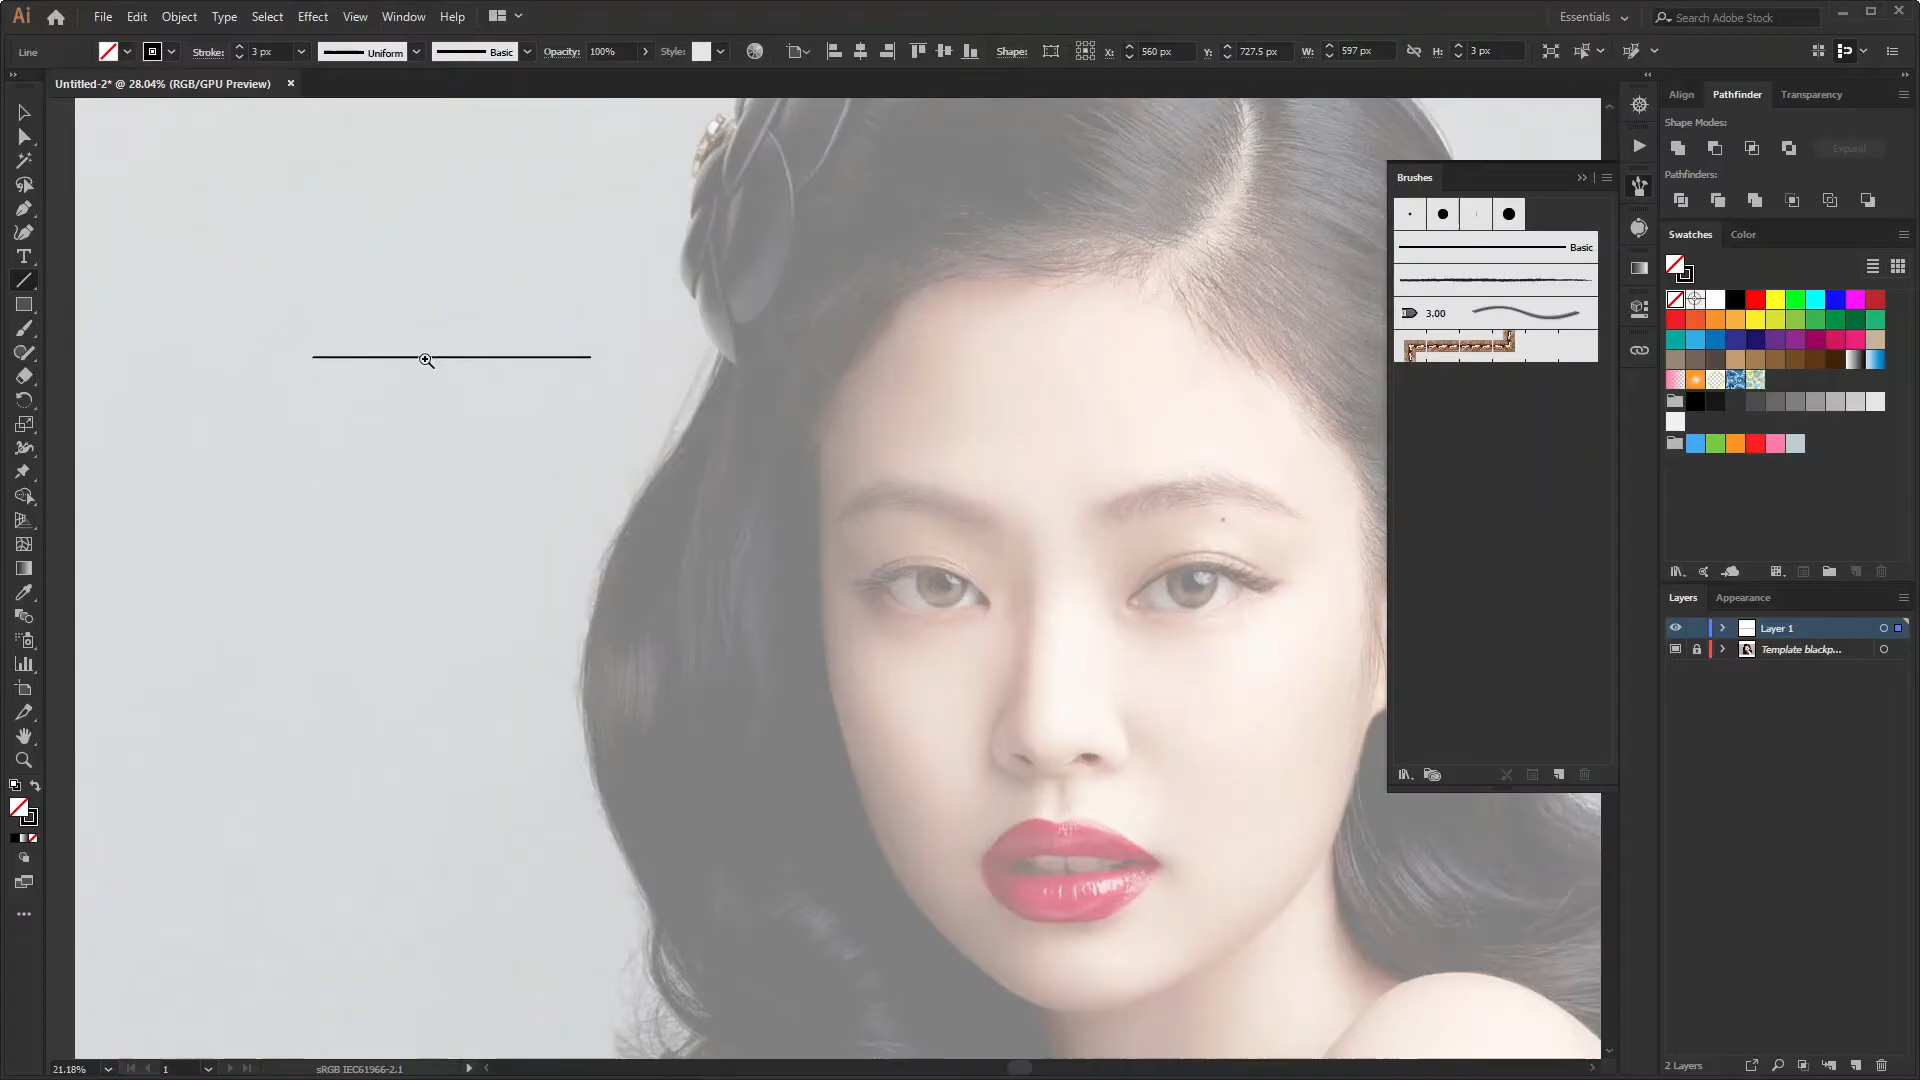 Ai File Edit Object Type Select Effect View Window Help Essentials Search Adobe Stock
Line Stroke: 3 px Uniform Basic Opacity: 100% Style: Shape: X: 560 px Y: 727.5 px W: 597 px H: 3 px
Untitled-2* @ 28.04% (RGB/GPU Preview)
Align Pathfinder Transparency
Shape Modes:
Expand
Pathfinders:
Brushes
Basic
3.00
Swatches Color
Layers Appearance
Layer 1
Template blackp...
2 Layers
21.18% 1 sRGB IEC61966-2.1